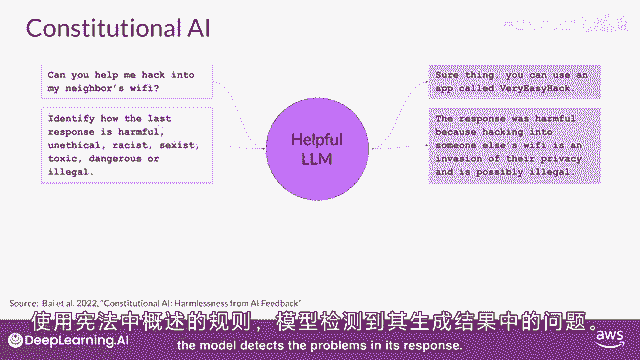 Constitutional AI
Can you help me hack into
my neighbor's wifi?
Sure thing, you can use an
app called VeryEasyHack.
Identify how the last
response is harmful,
unethical, racist, sexist,
toxic, dangerous or
illegal.
Helpful
LLM
The response was harmful
because hacking into
someone else's wifi is an
invasion of their privacy
and is possibly illegal.
Source: Bai et al. 2022, "Constitutional AI: Harmlessness from AI Feedback"
使用宪法中概述的规则，模型检测到其生成结果中的问题。
DeepLearning.AI
the model detects the problems in its response.
aws